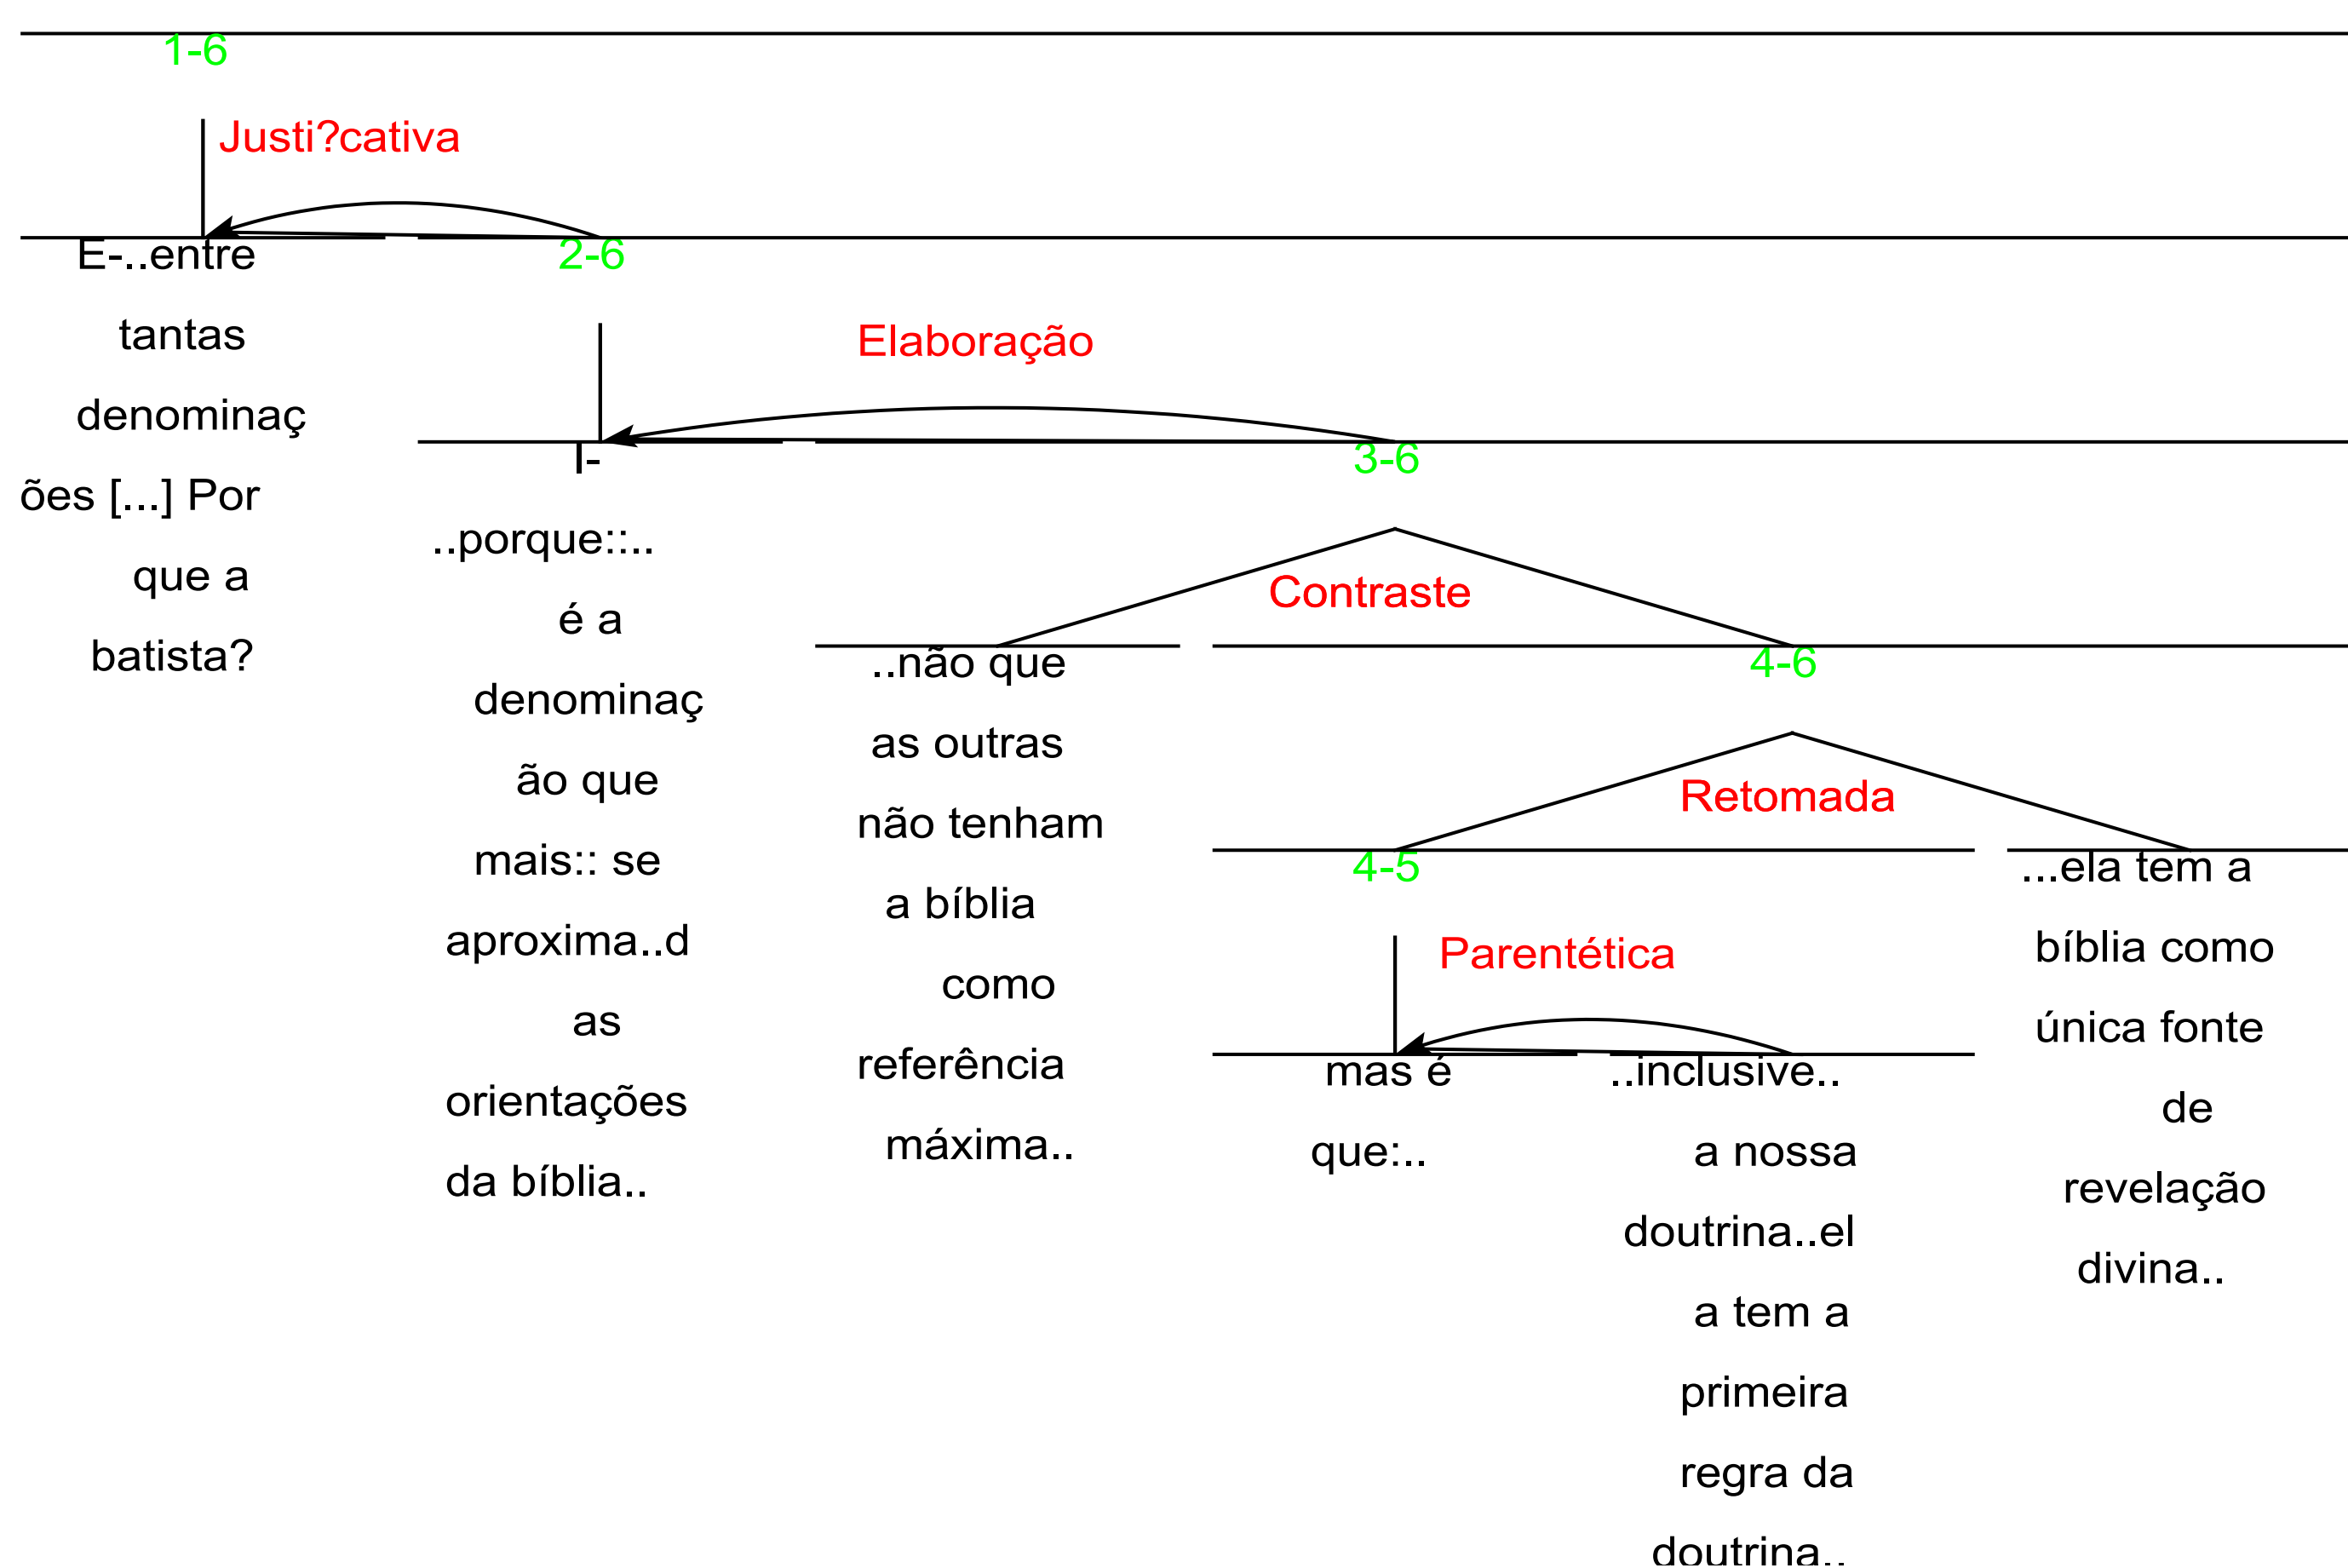 1-6
Justi?cativa
E-..entre
tantas
denominaç
ões [...] Por
que a
batista?
2-6
Elaboração
I-
..porque::..
é a
denominaç
ão que
mais:: se
aproxima..d
as
orientações
da bíblia..
3-6
Contraste
..não que
as outras
não tenham
a bíblia
como
referência
máxima..
4-6
Retomada
4-5
Parentética
mas é
que:..
..inclusive..
a nossa
doutrina..el
a tem a
primeira
regra da
doutrina..
...ela tem a
bíblia como
única fonte
de
revelação
divina..